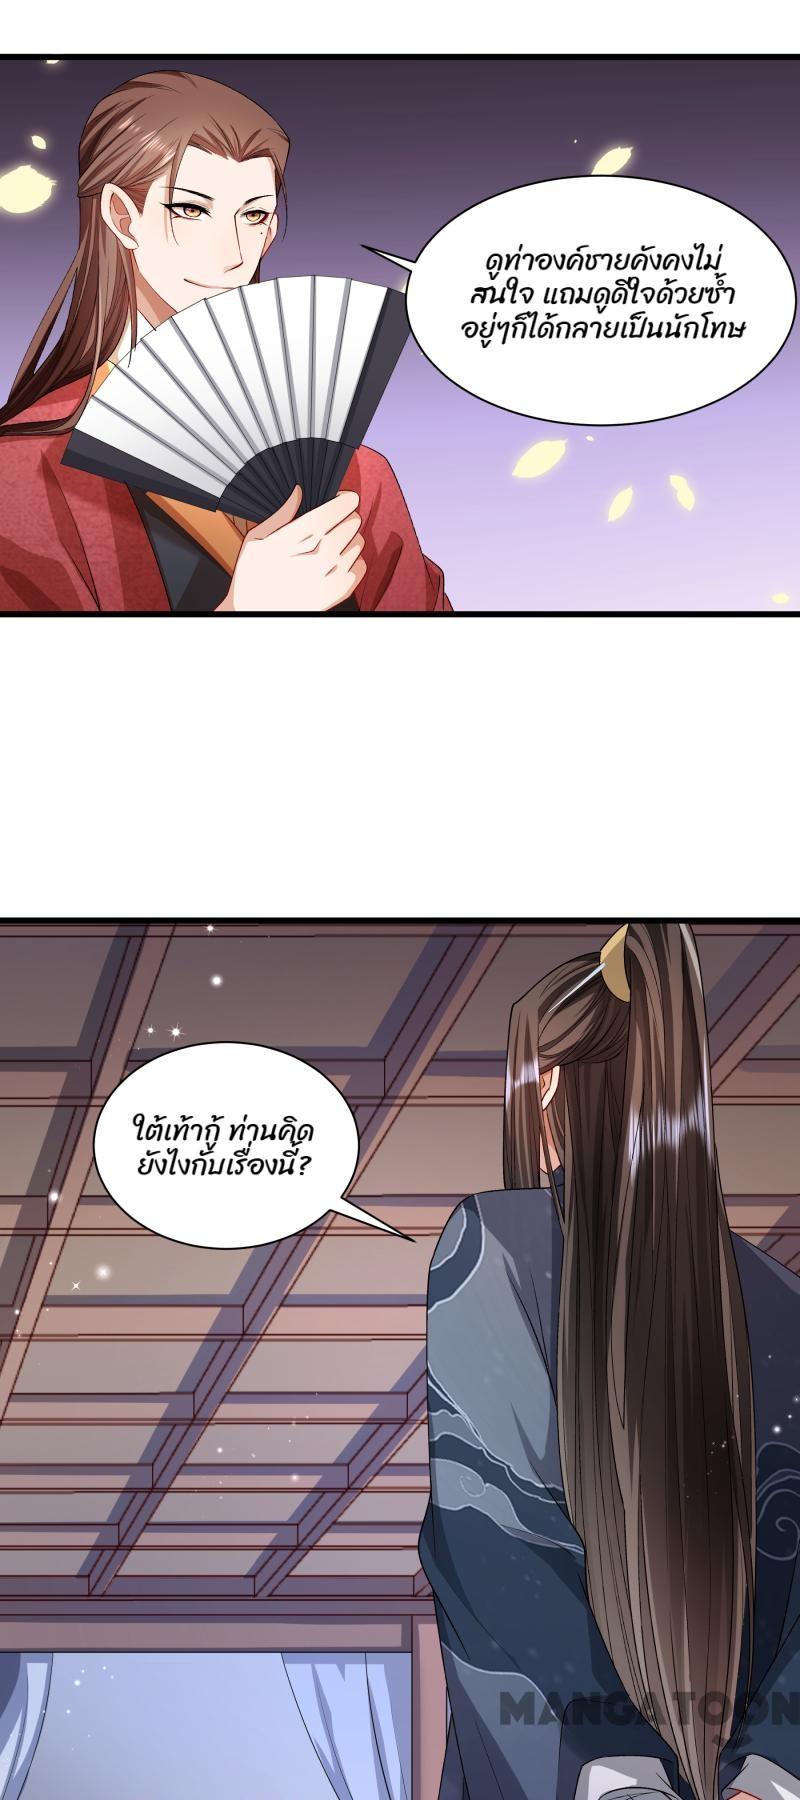 ดูท่าองค์ชายคังคงไม่
สนใจ แถมดูดีใจด้วยซ้ำ
อยู่ๆก็ได้กลายเป็นนักโทษ
ใต้เท้ากู้ ท่านคิด
ยังไงกับเรื่องนี้?
MANGATOON